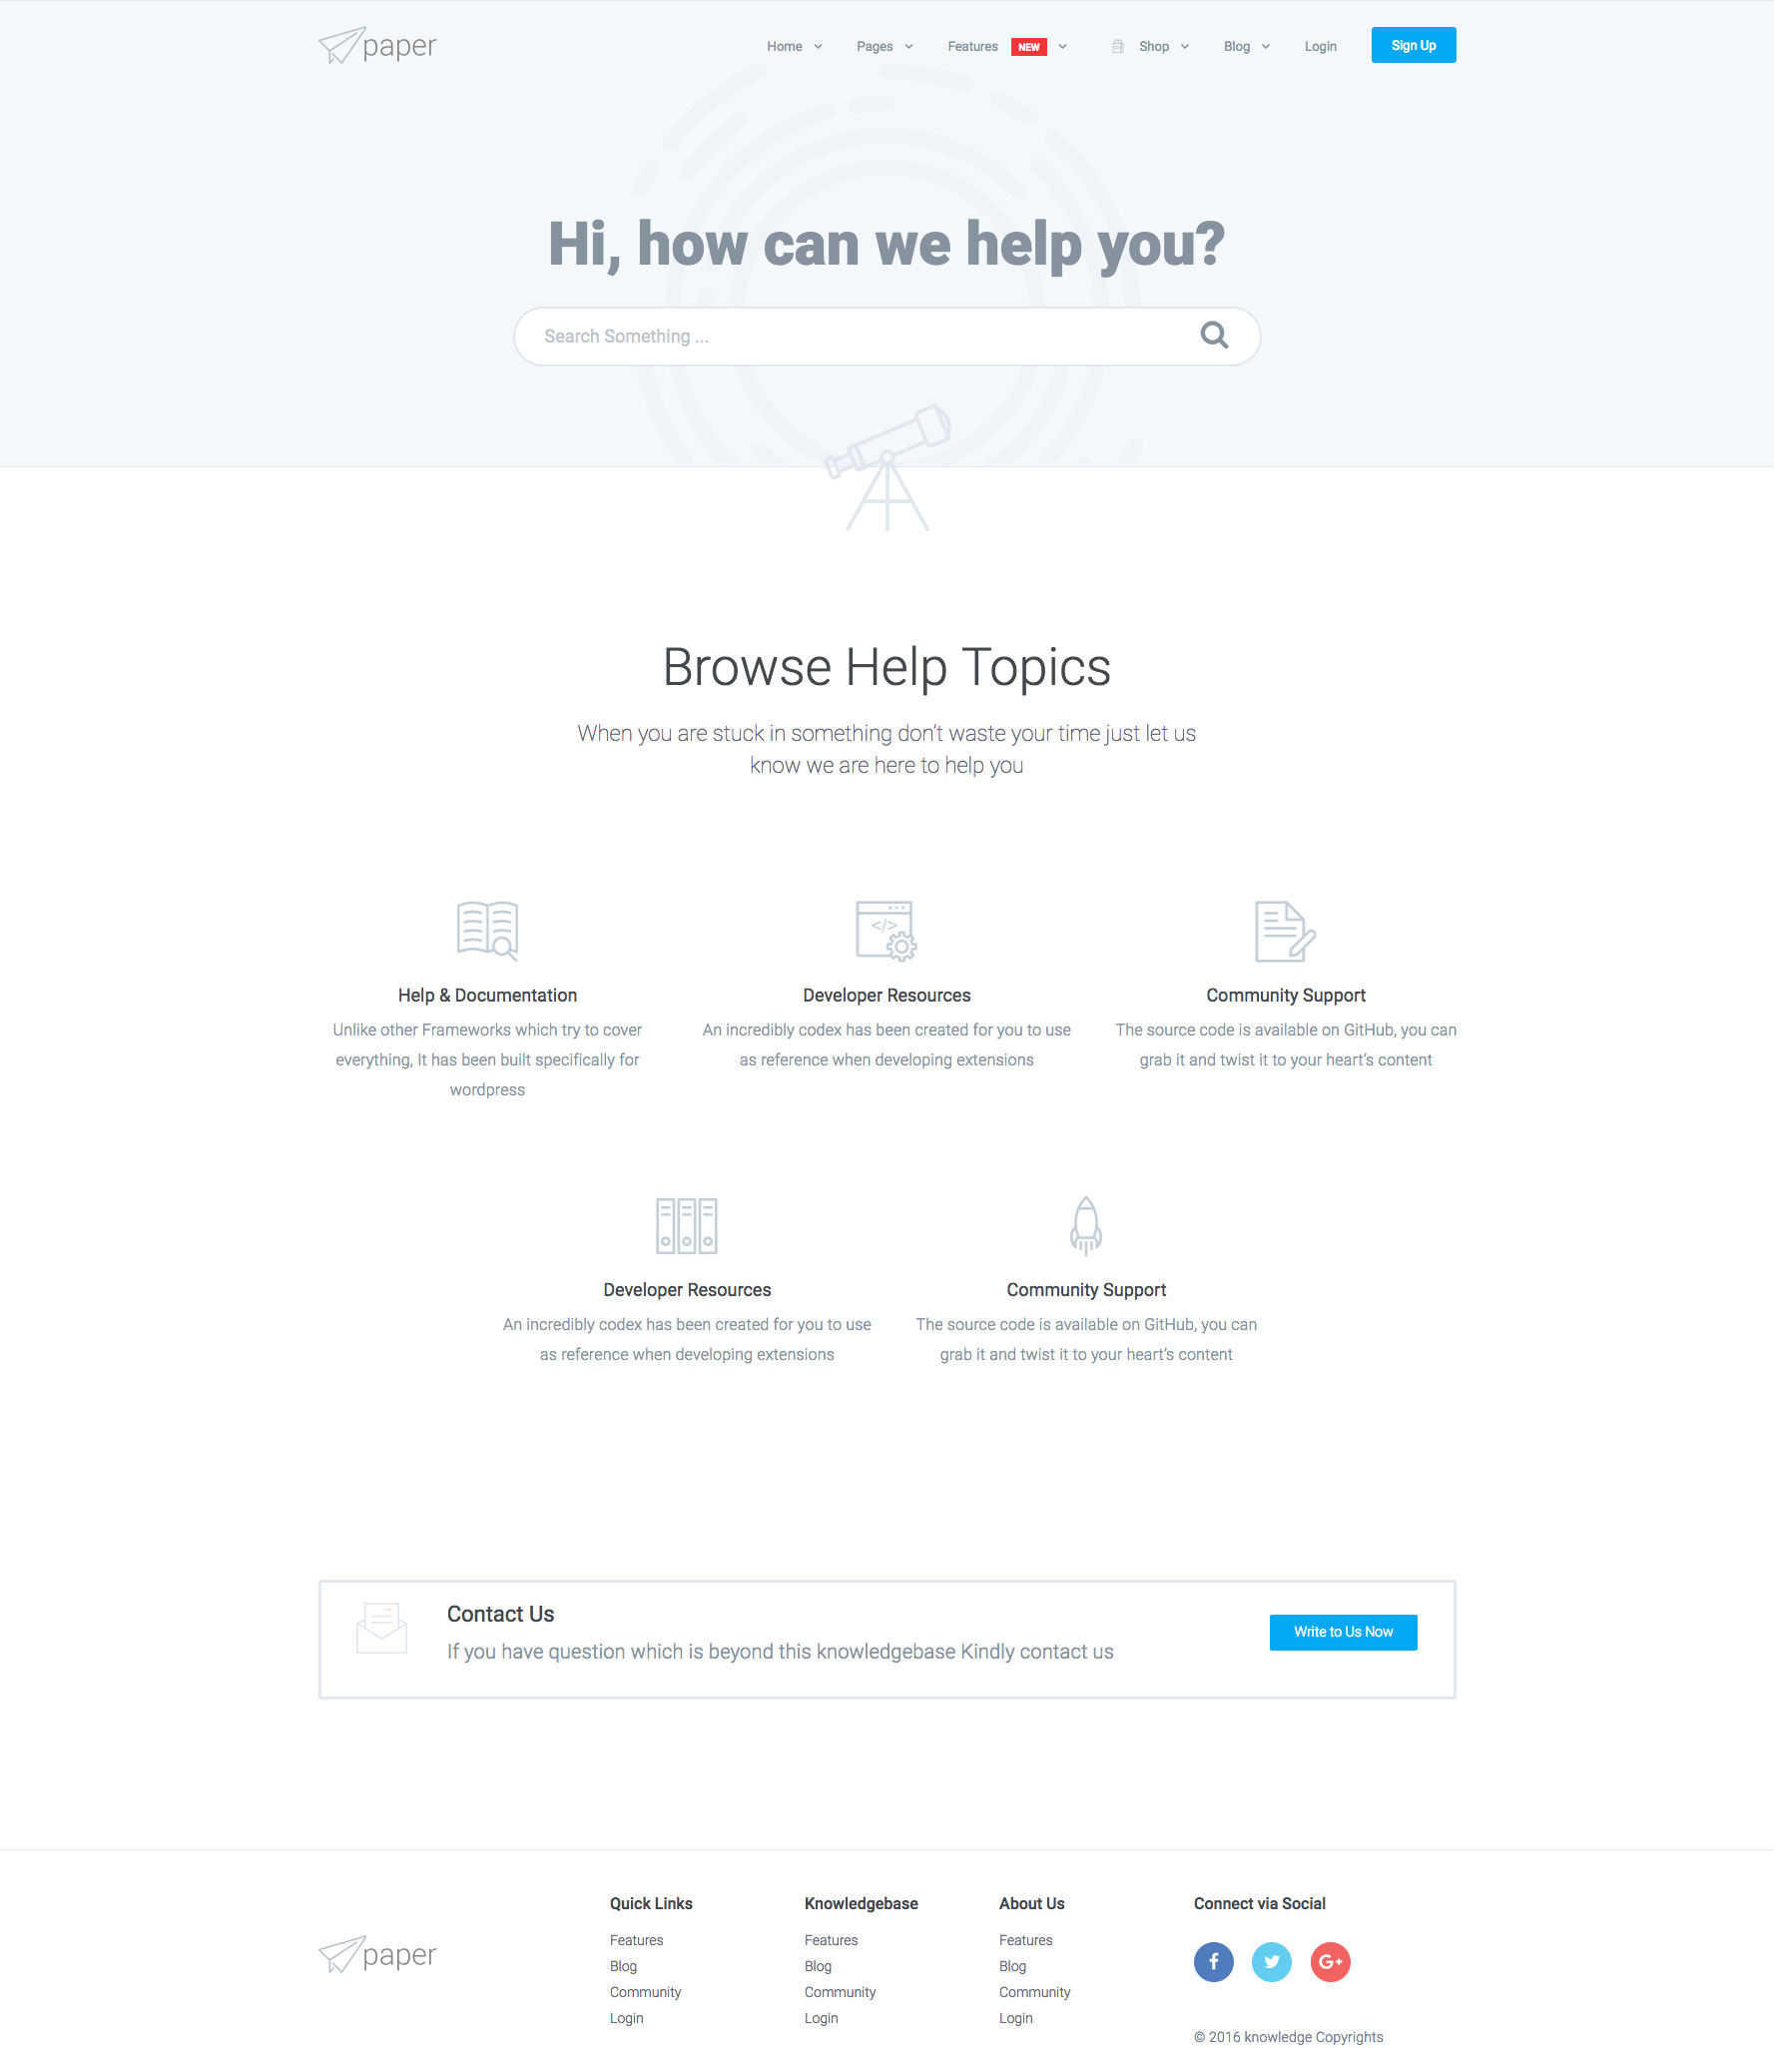 paper
Home Pages Features NEW Shop Blog Login Sign Up
Hi, how can we help you?
Search Something ...
Browse Help Topics
When you are stuck in something don’t waste your time just let us
know we are here to help you
</>
Help & Documentation
Unlike other Frameworks which try to cover
everything, It has been built specifically for
wordpress
Developer Resources
An incredibly codex has been created for you to use
as reference when developing extensions
Community Support
The source code is available on GitHub, you can
grab it and twist it to your heart’s content
Developer Resources
An incredibly codex has been created for you to use
as reference when developing extensions
Community Support
The source code is available on GitHub, you can
grab it and twist it to your heart’s content
Contact Us
If you have question which is beyond this knowledgebase Kindly contact us
Write to Us Now
paper
Quick Links
Features
Blog
Community
Login
Knowledgebase
Features
Blog
Community
Login
About Us
Features
Blog
Community
Login
Connect via Social
f
G+
© 2016 knowledge Copyrights